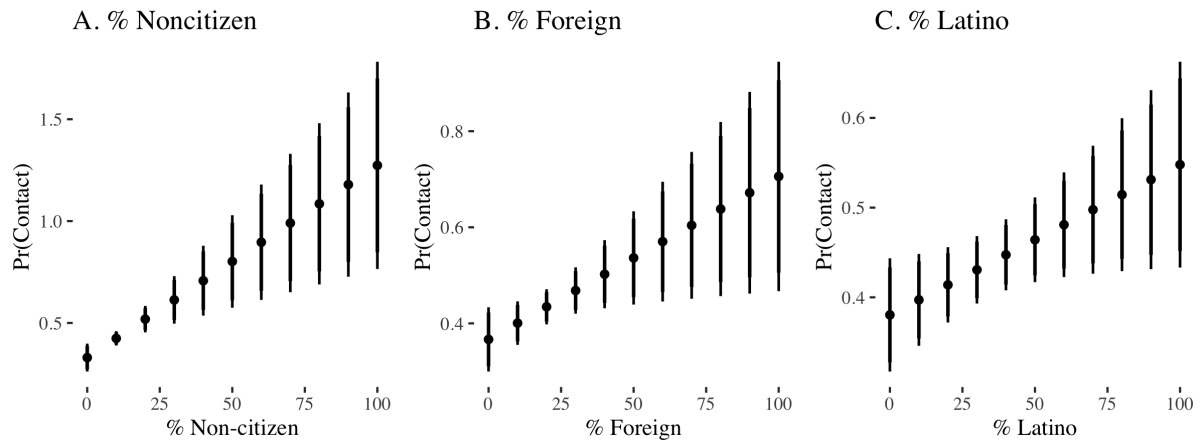 A. % Noncitizen
Pr(Contact)
1.5
1.0
0.5
0 25 50 75 100
% Non-citizen
B. % Foreign
Pr(Contact)
0.8
0.6
0.4
0 25 50 75 100
% Foreign
C. % Latino
Pr(Contact)
0.6
0.5
0.4
0 25 50 75 100
% Latino